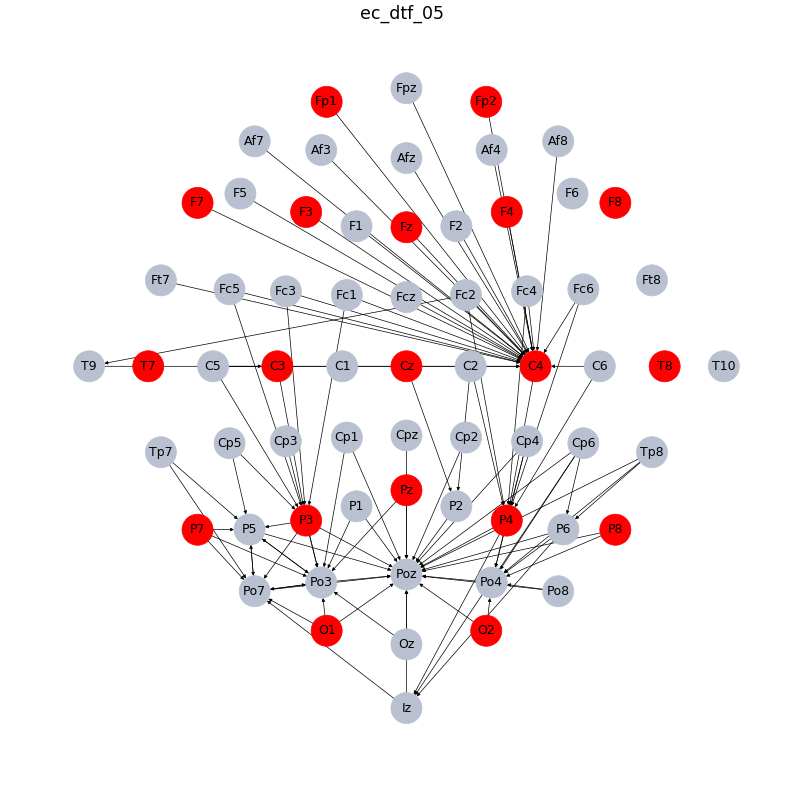 ec_dtf_05
Fpz
Fp1 Fp2
Af7 Af3 Afz Af4 Af8
F7 F5 F3 F1 Fz F2 F4 F6 F8
Ft7 Fc5 Fc3 Fc1 Fcz Fc2 Fc4 Fc6 Ft8
T9 T7 C5 C3 C1 Cz C2 C4 C6 T8 T10
Tp7 Cp5 Cp3 Cp1 Cpz Cp2 Cp4 Cp6 Tp8
P7 P5 P3 P1 Pz P2 P4 P6 P8
Po7 Po3 Poz Po4 Po8
O1 Oz O2
Iz